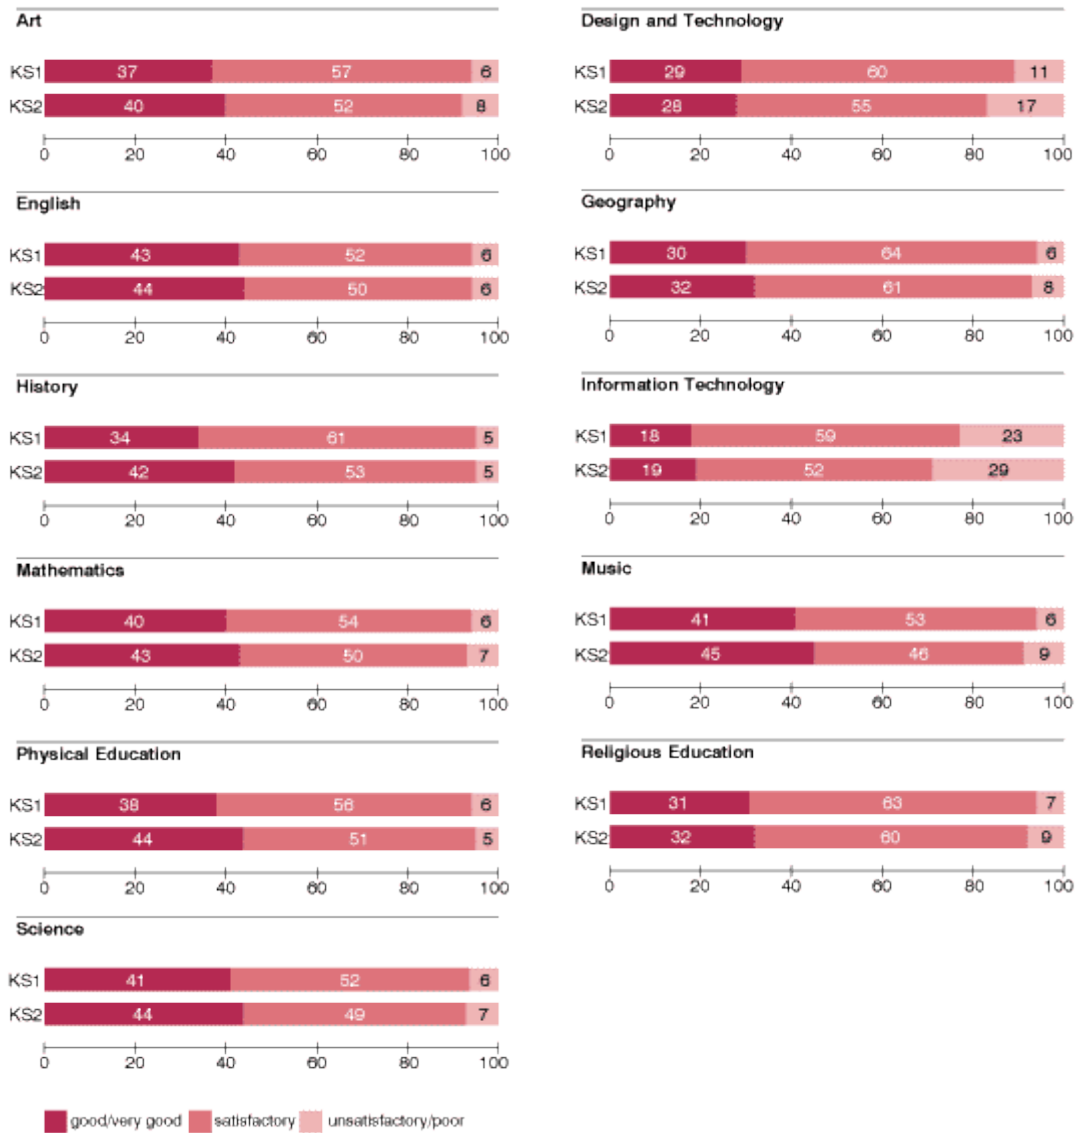 Art
KS1 37 57 6
KS2 40 52 8
0 20 40 60 80 100
English
KS1 43 52 6
KS2 44 50 6
0 20 40 60 80 100
History
KS1 34 61 5
KS2 42 53 5
0 20 40 60 80 100
Mathematics
KS1 40 54 6
KS2 43 50 7
0 20 40 60 80 100
Physical Education
KS1 38 56 6
KS2 44 51 5
0 20 40 60 80 100
Science
KS1 41 52 6
KS2 44 49 7
0 20 40 60 80 100
Design and Technology
KS1 29 60 11
KS2 28 55 17
0 20 40 60 80 100
Geography
KS1 30 64 6
KS2 32 61 8
0 20 40 60 80 100
Information Technology
KS1 18 59 23
KS2 19 52 29
0 20 40 60 80 100
Music
KS1 41 53 6
KS2 45 46 9
0 20 40 60 80 100
Religious Education
KS1 31 63 7
KS2 32 60 9
0 20 40 60 80 100
good/very good satisfactory unsatisfactory/poor